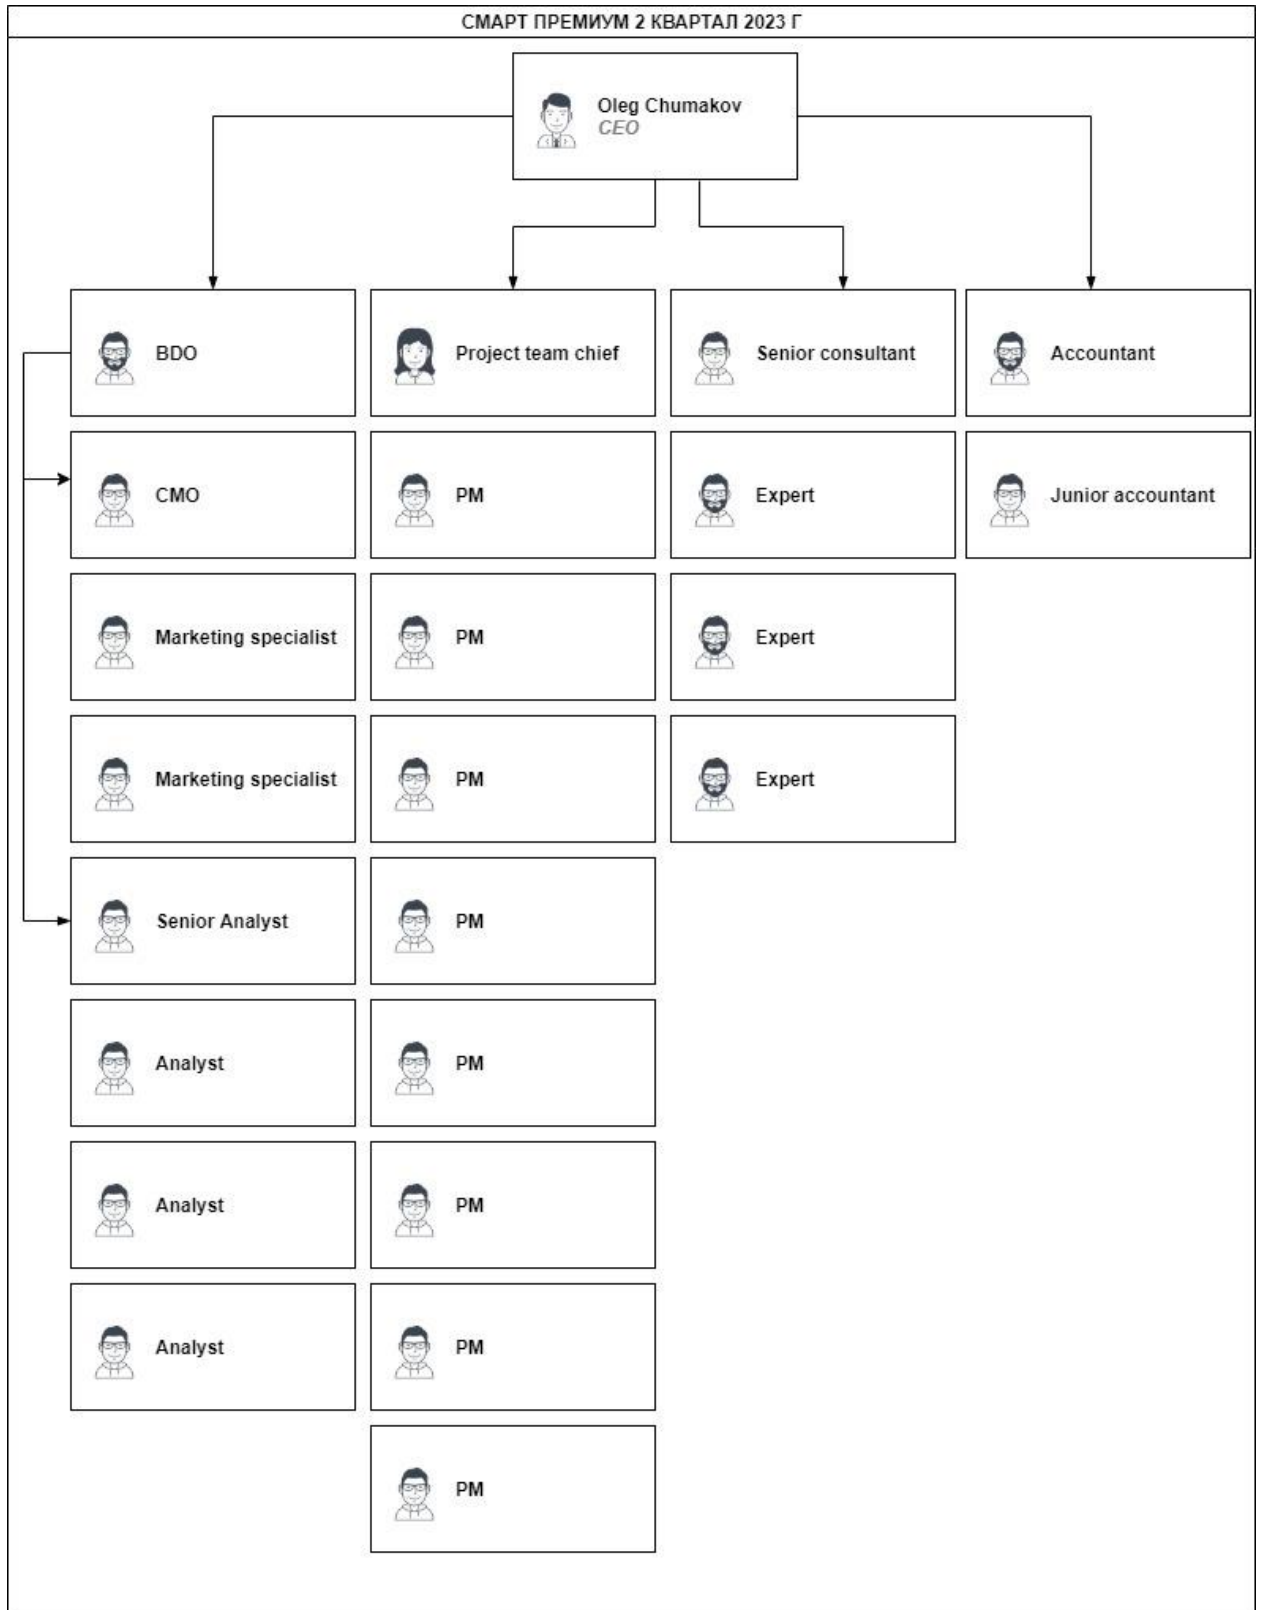 СМАРТ ПРЕМИУМ 2 КВАРТАЛ 2023 Г
Oleg Chumakov
CEO
BDO
Project team chief
Senior consultant
Accountant
CMO
PM
Expert
Junior accountant
Marketing specialist
PM
Expert
Marketing specialist
PM
Expert
Senior Analyst
PM
Analyst
PM
Analyst
PM
Analyst
PM
PM